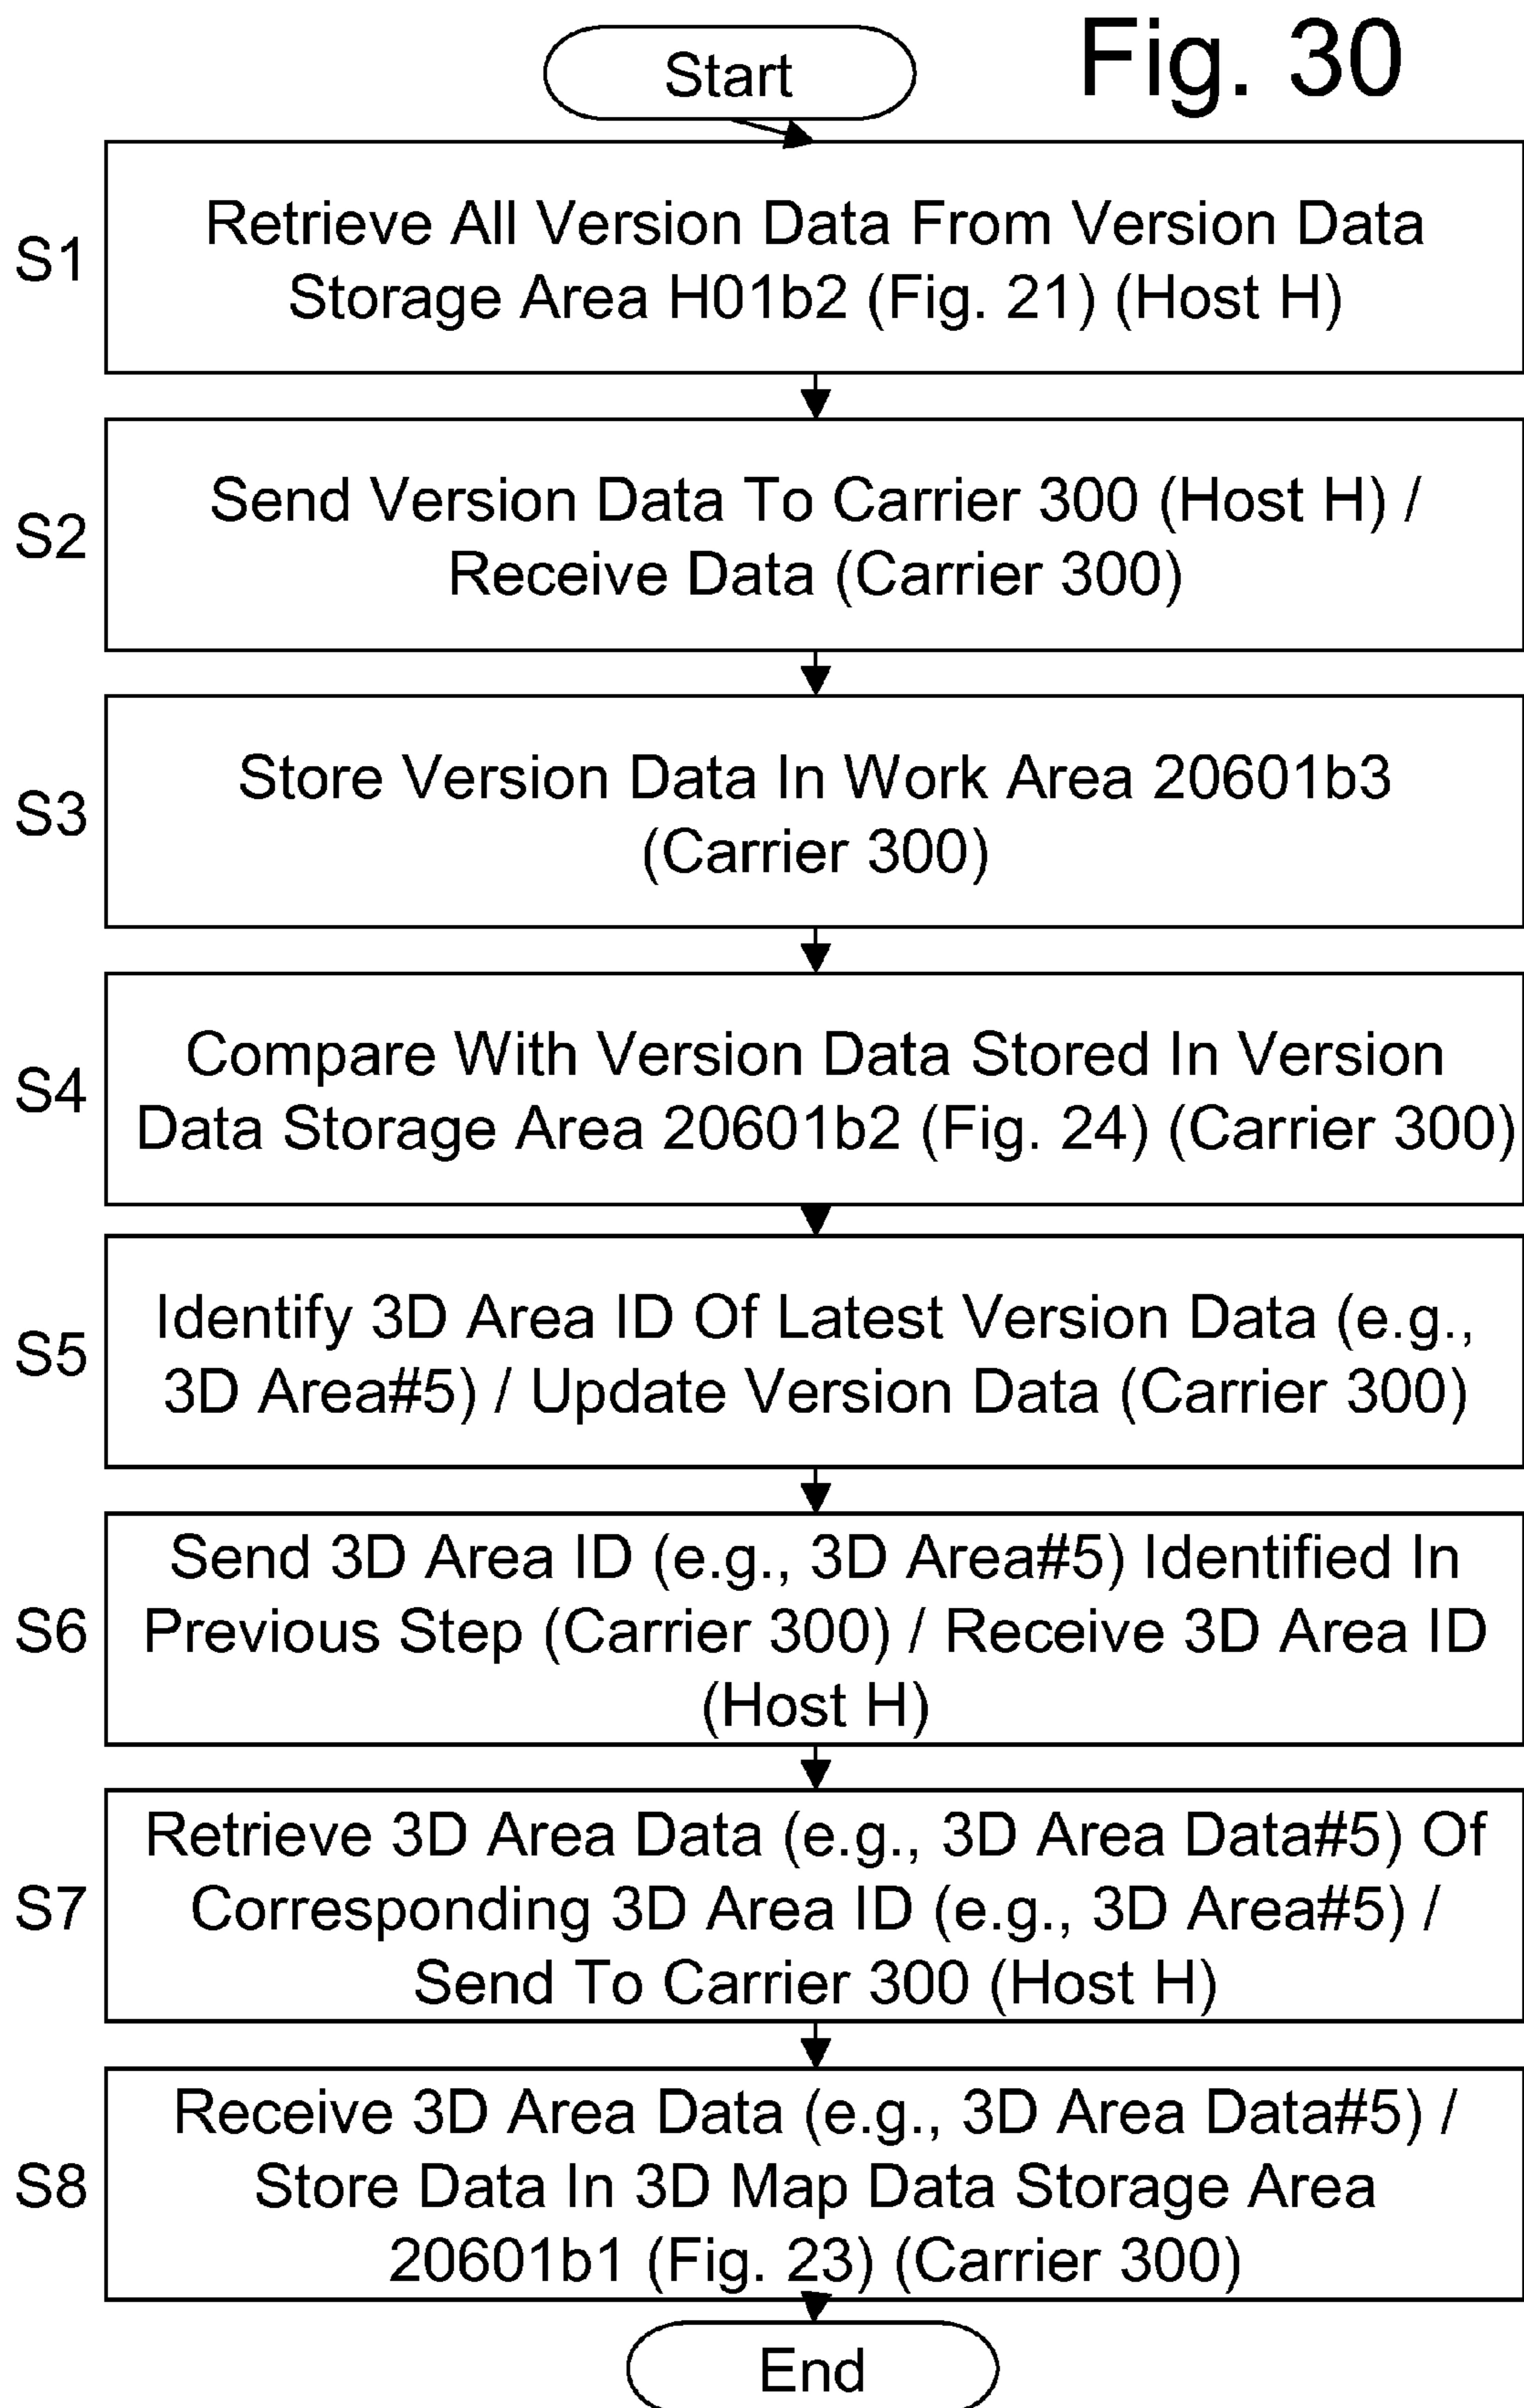 Fig. 30
Start
S1
Retrieve All Version Data From Version Data
Storage Area H01b2 (Fig. 21) (Host H)
S2
Send Version Data To Carrier 300 (Host H) /
Receive Data (Carrier 300)
S3
Store Version Data In Work Area 20601b3
(Carrier 300)
S4
Compare With Version Data Stored In Version
Data Storage Area 20601b2 (Fig. 24) (Carrier 300)
S5
Identify 3D Area ID Of Latest Version Data (e.g.,
3D Area#5) / Update Version Data (Carrier 300)
S6
Send 3D Area ID (e.g., 3D Area#5) Identified In
Previous Step (Carrier 300) / Receive 3D Area ID
(Host H)
S7
Retrieve 3D Area Data (e.g., 3D Area Data#5) Of
Corresponding 3D Area ID (e.g., 3D Area#5) /
Send To Carrier 300 (Host H)
S8
Receive 3D Area Data (e.g., 3D Area Data#5) /
Store Data In 3D Map Data Storage Area
20601b1 (Fig. 23) (Carrier 300)
End